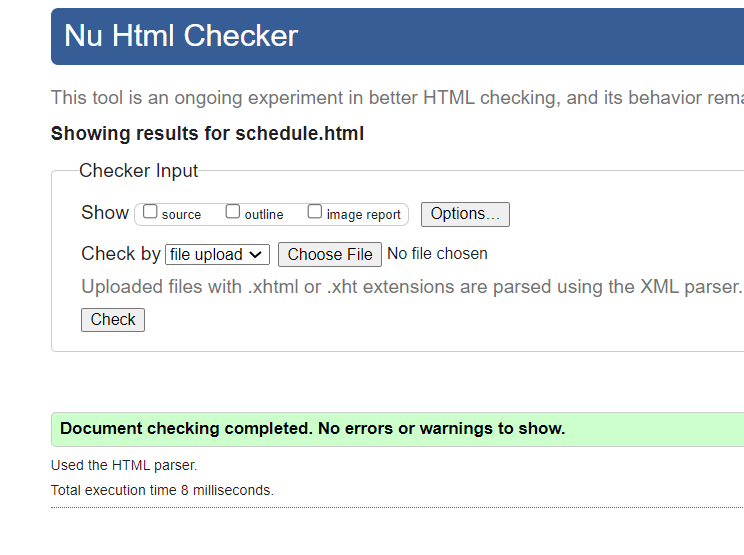 Nu Html Checker
This tool is an ongoing experiment in better HTML checking, and its behavior rema
Showing results for schedule.html
Checker Input
Show source outline image report Options...
Check by file upload Choose File No file chosen
Uploaded files with .xhtml or .xht extensions are parsed using the XML parser.
Check
Document checking completed. No errors or warnings to show.
Used the HTML parser.
Total execution time 8 milliseconds.